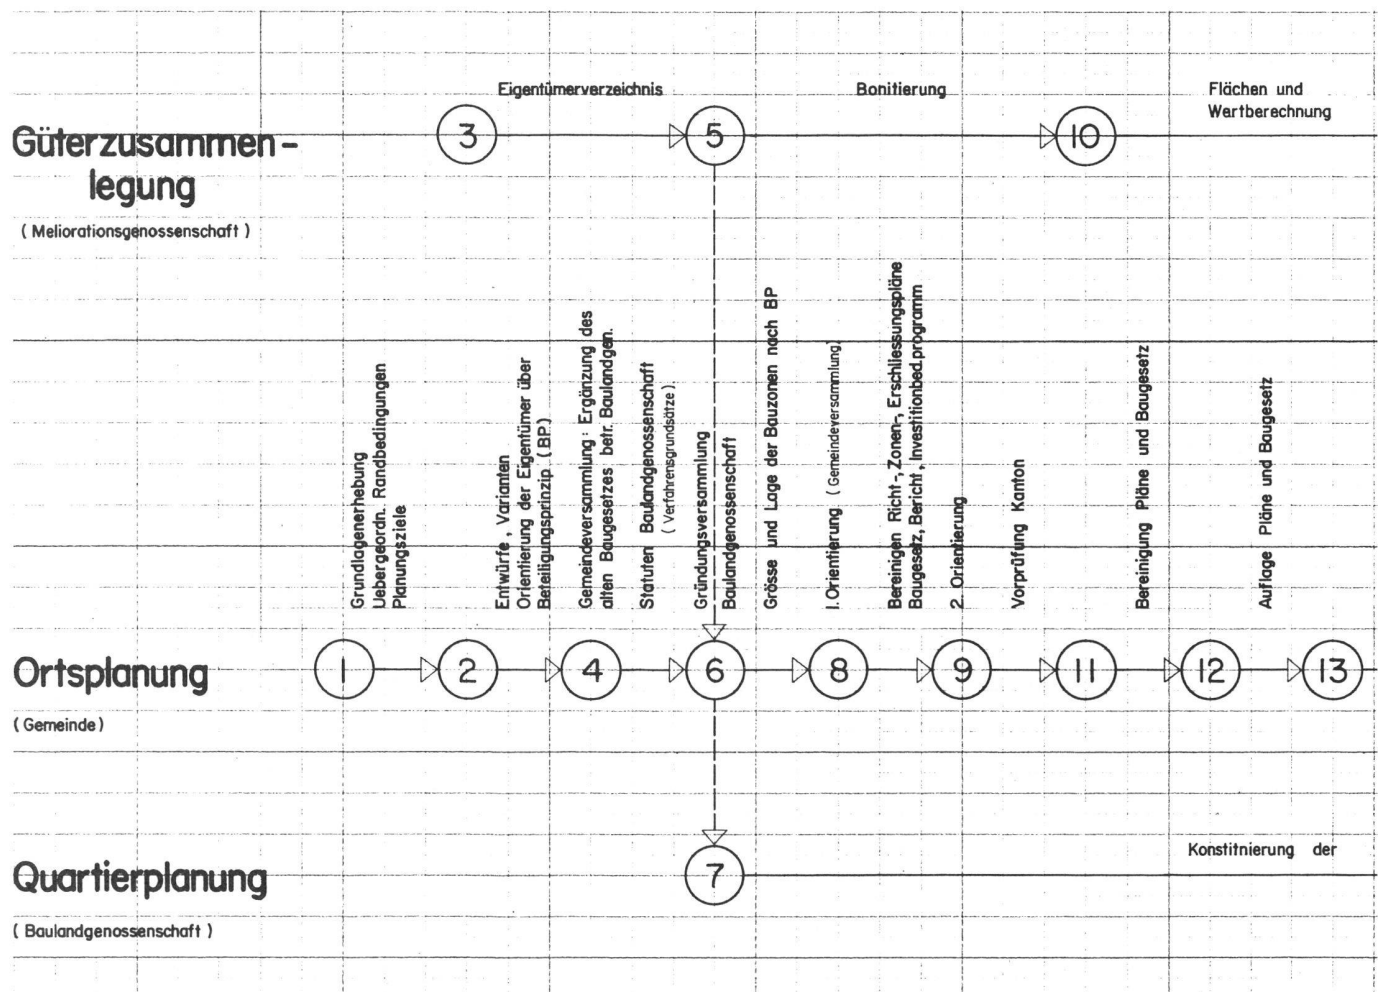 Eigentümerverzeichnis
Bonitierung
Flächen und
Wertberechnung
3
5
10
Güterzusammen-
legung
( Meliorationsgenossenschaft )
Grundlagenerhebung
Uebergeordn. Randbedingungen
Planungsziele
Entwürfe , Varianten
Orientierung der Eigentümer über
Beteiligungsprinzip ( BP )
Gemeindeversammlung : Ergänzung des
alten Baugesetzes betr. Baulandgen.
Statuten Baulandgenossenschaft
( Verfahrensgrundsätze )
Gründungsversammlung
Baulandgenossenschaft
Grösse und Lage der Bauzonen nach BP
1. Orientierung ( Gemeindeversammlung)
Bereinigen Richt-, Zonen-, Erschliessungspläne
Baugesetz, Bericht, Investitionbed.programm
2. Orientierung
Vorprüfung Kanton
Bereinigung Pläne und Baugesetz
Auflage Pläne und Baugesetz
Ortsplanung
( Gemeinde )
1
2
4
6
8
9
11
12
13
Quartierplanung
( Baulandgenossenschaft )
7
Konstitnierung der